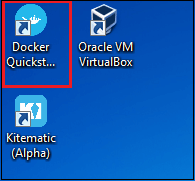 Docker
Quickst...
Oracle VM
VirtualBox
Kitematic
(Alpha)